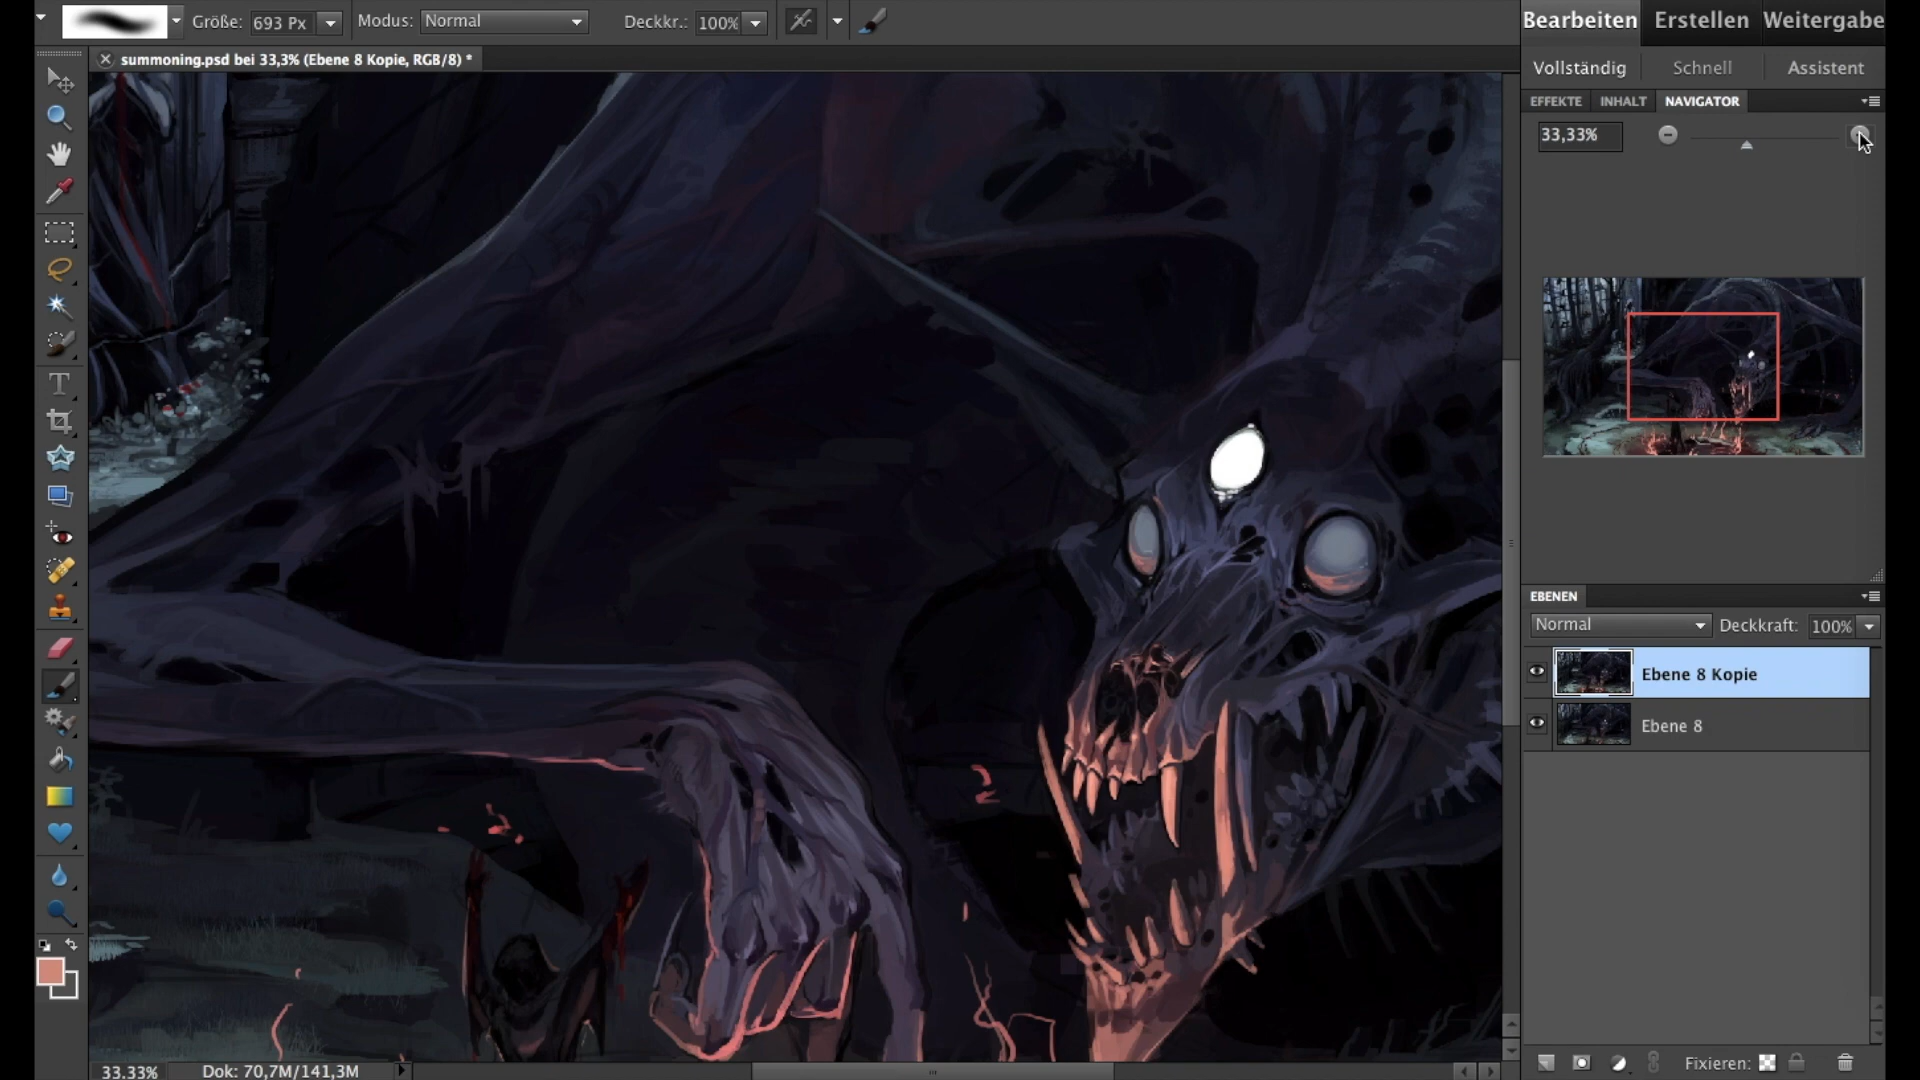 Größe: 693 Px Modus: Normal Deckkr.: 100%
Bearbeiten Erstellen Weitergabe
summoning.psd bei 33,3% (Ebene 8 Kopie, RGB/8) *
Vollständig Schnell Assistent
EFFEKTE INHALT NAVIGATOR
33,33%
T
EBENEN
Normal Deckkraft: 100%
Ebene 8 Kopie
Ebene 8
Fixieren:
33,33% Dok: 70,7M/141,3M